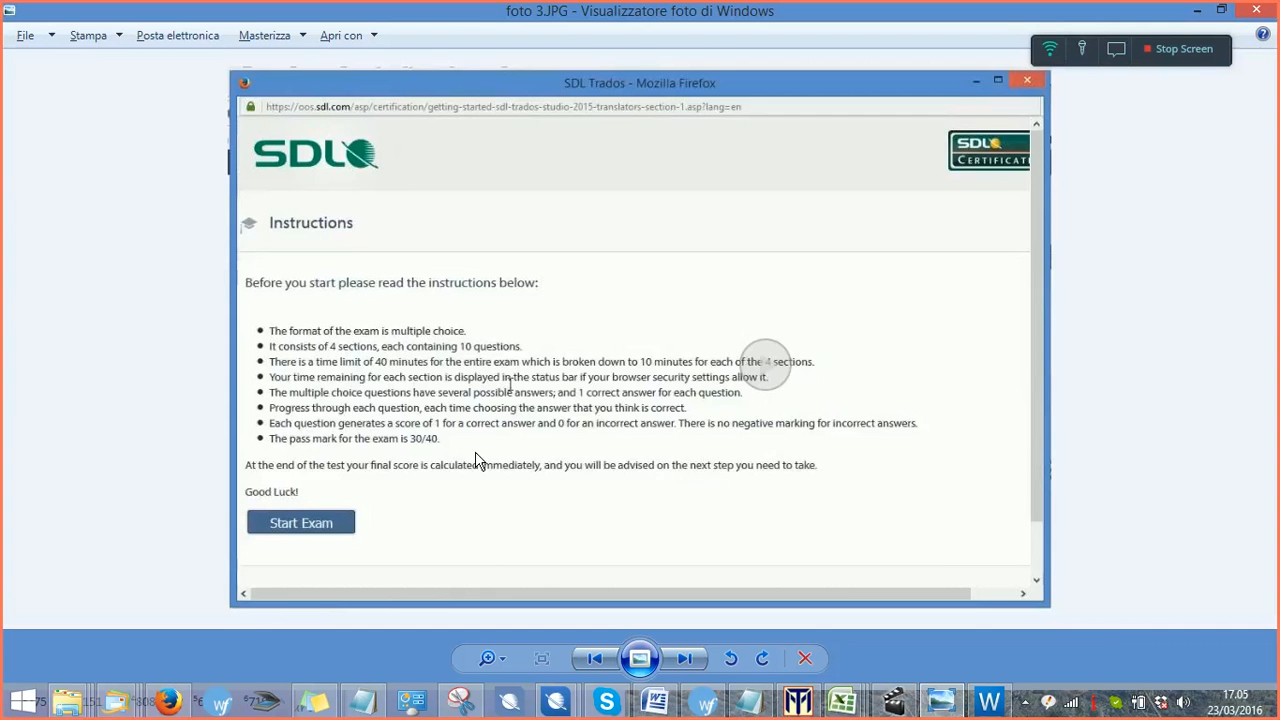 foto 3.JPG - Visualizzatore foto di Windows
File Stampa Posta elettronica Masterizza Apri con
Stop Screen
SDL Trados - Mozilla Firefox
https://oos.sdl.com/asp/certification/getting-started-sdl-trados-studio-2015-translators-section-1.asp?lang=en
SDL
SDL
CERTIFICAT
Instructions
Before you start please read the instructions below:
The format of the exam is multiple choice.
It consists of 4 sections, each containing 10 questions.
There is a time limit of 40 minutes for the entire exam which is broken down to 10 minutes for each of the 4 sections.
Your time remaining for each section is displayed in the status bar if your browser security settings allow it.
The multiple choice questions have several possible answers; and 1 correct answer for each question.
Progress through each question, each time choosing the answer that you think is correct.
Each question generates a score of 1 for a correct answer and 0 for an incorrect answer. There is no negative marking for incorrect answers.
The pass mark for the exam is 30/40.
At the end of the test your final score is calculated immediately, and you will be advised on the next step you need to take.
Good Luck!
Start Exam
17.05
23/03/2016